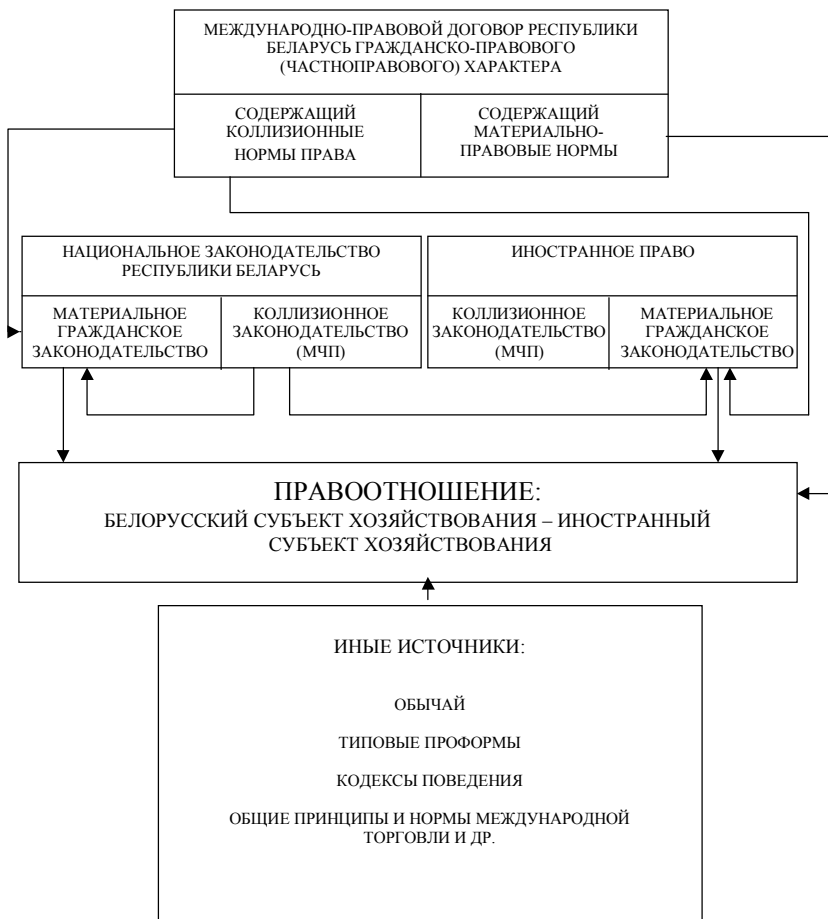 МЕЖДУНАРОДНО-ПРАВОВОЙ ДОГОВОР РЕСПУБЛИКИ
БЕЛАРУСЬ ГРАЖДАНСКО-ПРАВОВОГО
(ЧАСТНОПРАВОВОГО) ХАРАКТЕРА
СОДЕРЖАЩИЙ
КОЛЛИЗИОННЫЕ
НОРМЫ ПРАВА
СОДЕРЖАЩИЙ
МАТЕРИАЛЬНО-
ПРАВОВЫЕ НОРМЫ
НАЦИОНАЛЬНОЕ ЗАКОНОДАТЕЛЬСТВО
РЕСПУБЛИКИ БЕЛАРУСЬ
МАТЕРИАЛЬНОЕ
ГРАЖДАНСКОЕ
ЗАКОНОДАТЕЛЬСТВО
КОЛЛИЗИОННОЕ
ЗАКОНОДАТЕЛЬСТВО
(МЧП)
ИНОСТРАННОЕ ПРАВО
КОЛЛИЗИОННОЕ
ЗАКОНОДАТЕЛЬСТВО
(МЧП)
МАТЕРИАЛЬНОЕ
ГРАЖДАНСКОЕ
ЗАКОНОДАТЕЛЬСТВО
ПРАВООТНОШЕНИЕ:
БЕЛОРУССКИЙ СУБЪЕКТ ХОЗЯЙСТВОВАНИЯ – ИНОСТРАННЫЙ
СУБЪЕКТ ХОЗЯЙСТВОВАНИЯ
ИНЫЕ ИСТОЧНИКИ:
ОБЫЧАЙ
ТИПОВЫЕ ПРОФОРМЫ
КОДЕКСЫ ПОВЕДЕНИЯ
ОБЩИЕ ПРИНЦИПЫ И НОРМЫ МЕЖДУНАРОДНОЙ
ТОРГОВЛИ И ДР.